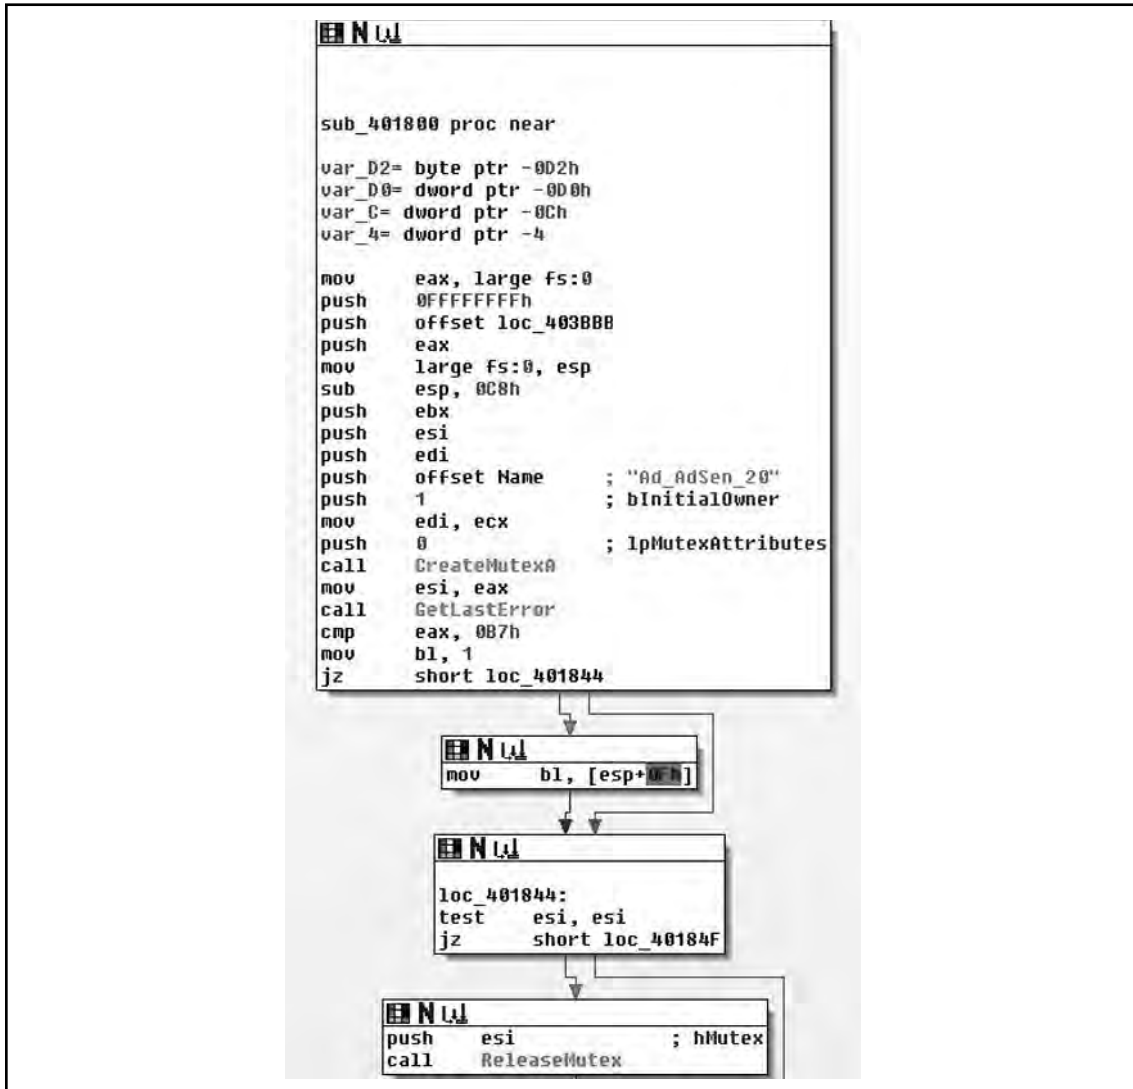 sub_401800 proc near
var_D2= byte ptr -0D2h
var_D0= dword ptr -0D0h
var_C= dword ptr -0Ch
var_4= dword ptr -4
mov eax, large fs:0
push 0FFFFFFFFh
push offset loc_403BBB
push eax
mov large fs:0, esp
sub esp, 0C8h
push ebx
push esi
push edi
push offset Name ; "Ad_AdSen_20"
push 1 ; bInitialOwner
mov edi, ecx
push 0 ; lpMutexAttributes
call CreateMutexA
mov esi, eax
call GetLastError
cmp eax, 0B7h
mov bl, 1
jz short loc_401844
mov bl, [esp+0Fh]
loc_401844:
test esi, esi
jz short loc_40184F
push esi ; hMutex
call ReleaseMutex